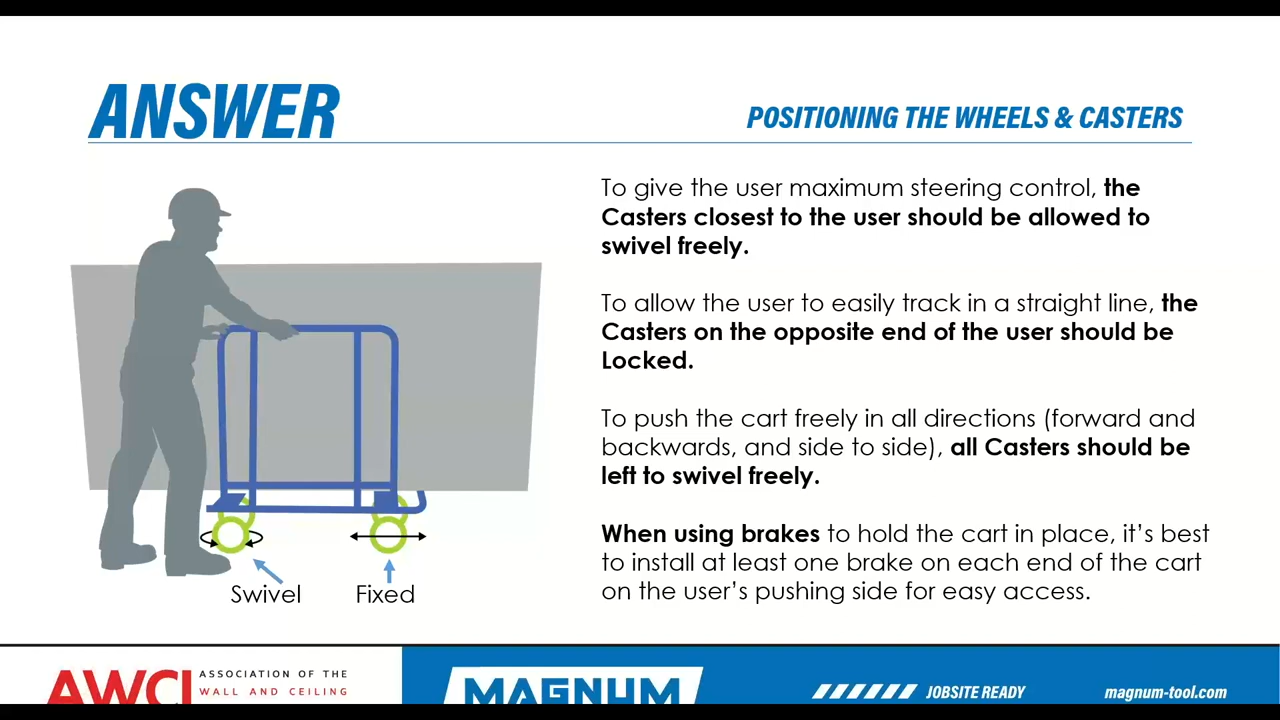 ANSWER
POSITIONING THE WHEELS & CASTERS
To give the user maximum steering control, the
Casters closest to the user should be allowed to
swivel freely.
To allow the user to easily track in a straight line, the
Casters on the opposite end of the user should be
Locked.
To push the cart freely in all directions (forward and
backwards, and side to side), all Casters should be
left to swivel freely.
When using brakes to hold the cart in place, it's best
to install at least one brake on each end of the cart
on the user's pushing side for easy access.
Swivel
Fixed
AWCI
ASSOCIATION OF THE
WALL AND CEILING
MAGNUM
JOBSITE READY
magnum-tool.com